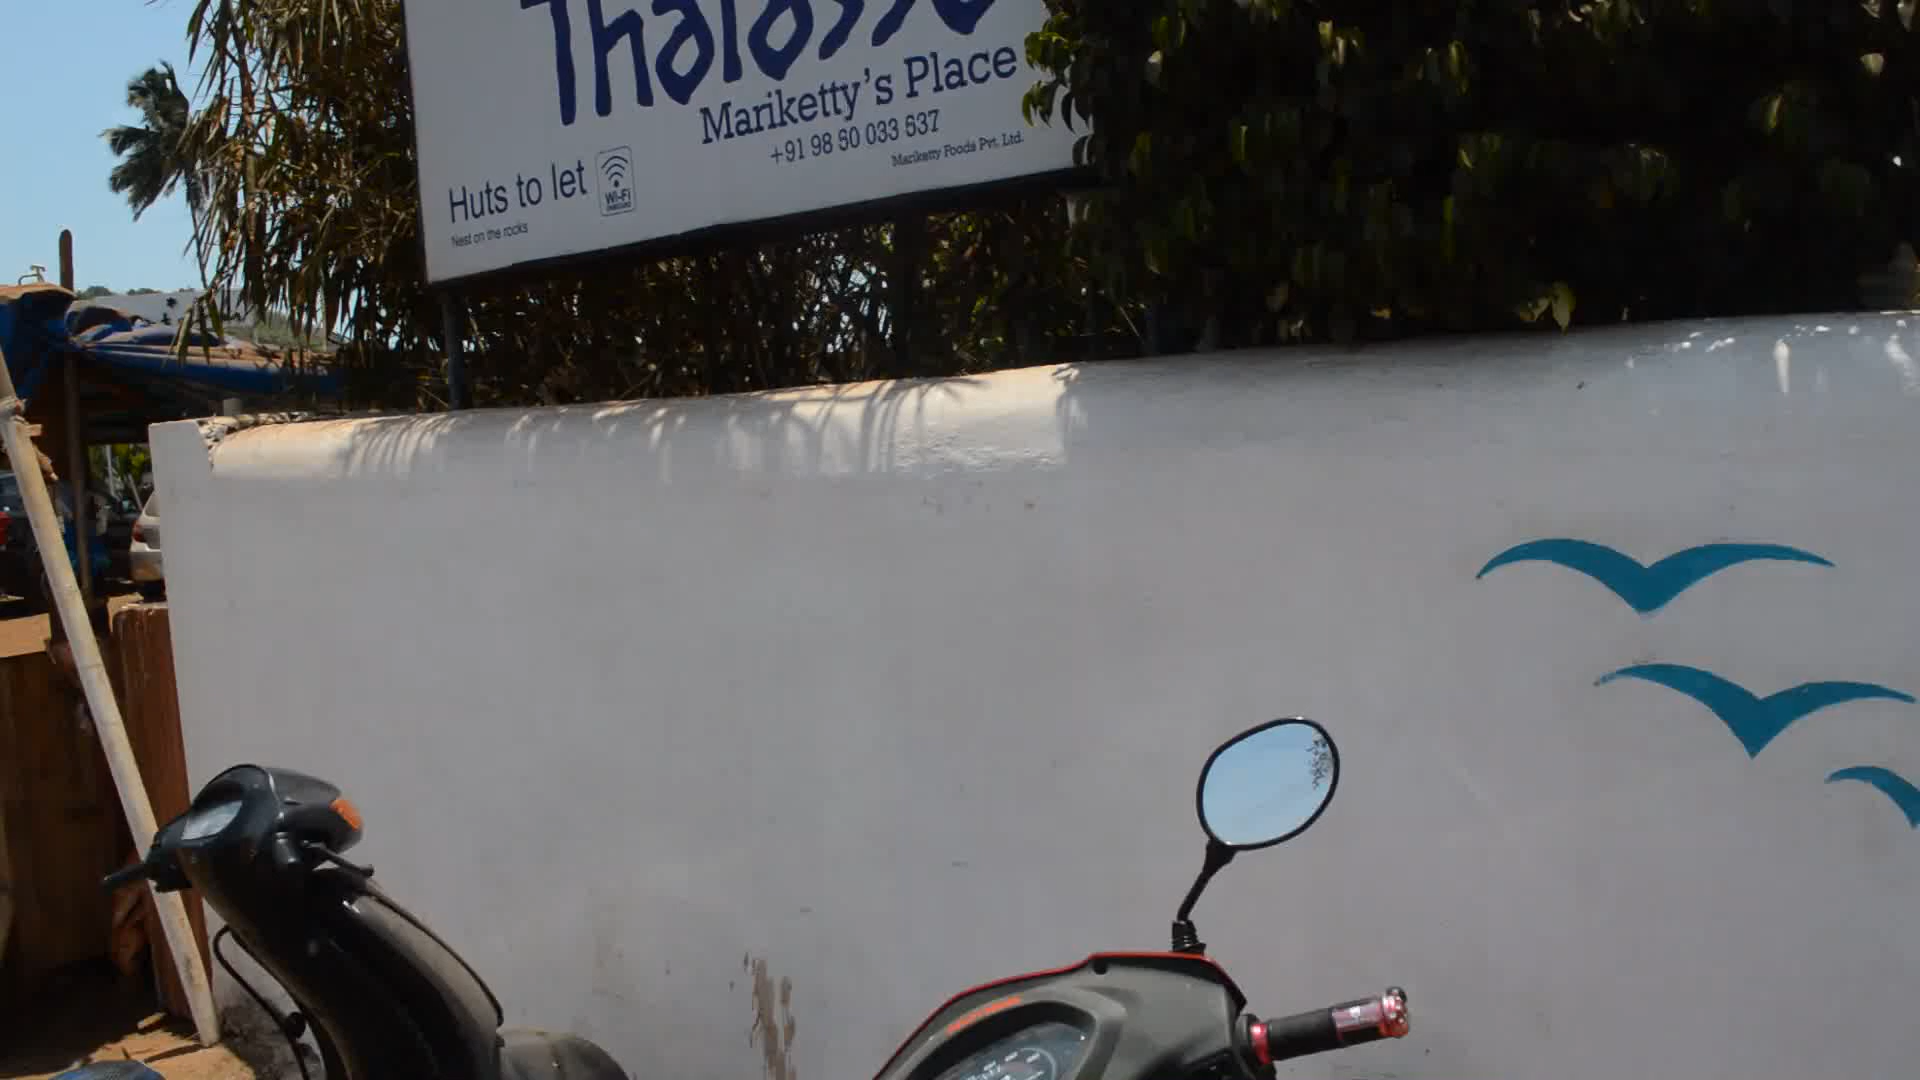 Thalassa
Mariketty's Place
+91 98 50 033 537
Mariketty Foods Pvt. Ltd.
Huts to let
Wi-Fi
Nest on the rocks